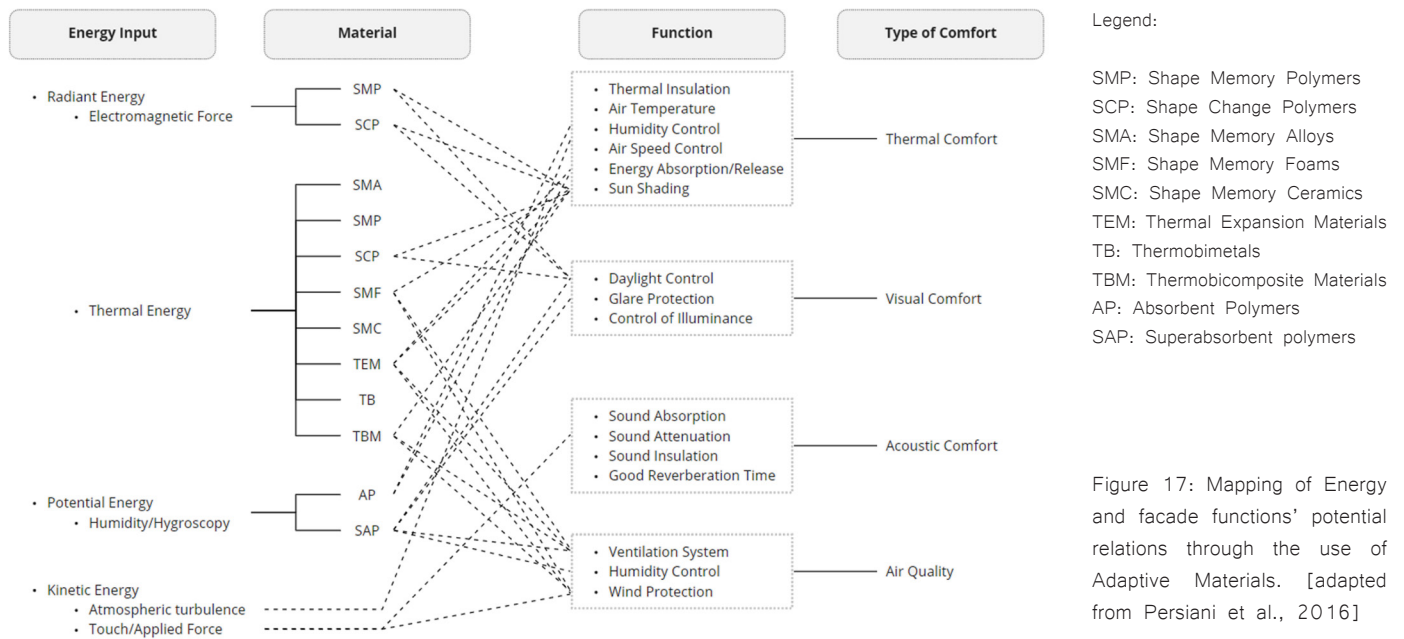 Energy Input
Material
Function
Type of Comfort
• Radiant Energy
• Electromagnetic Force
SMP
SCP
• Thermal Energy
SMA
SMP
SCP
SMF
SMC
TEM
TB
TBM
• Potential Energy
• Humidity/Hygroscopy
AP
SAP
• Kinetic Energy
• Atmospheric turbulence
• Touch/Applied Force
• Thermal Insulation
• Air Temperature
• Humidity Control
• Air Speed Control
• Energy Absorption/Release
• Sun Shading
Thermal Comfort
• Daylight Control
• Glare Protection
• Control of Illuminance
Visual Comfort
• Sound Absorption
• Sound Attenuation
• Sound Insulation
• Good Reverberation Time
Acoustic Comfort
• Ventilation System
• Humidity Control
• Wind Protection
Air Quality
Legend:
SMP: Shape Memory Polymers
SCP: Shape Change Polymers
SMA: Shape Memory Alloys
SMF: Shape Memory Foams
SMC: Shape Memory Ceramics
TEM: Thermal Expansion Materials
TB: Thermobimetals
TBM: Thermobicomposite Materials
AP: Absorbent Polymers
SAP: Superabsorbent polymers
Figure 17: Mapping of Energy
and facade functions' potential
relations through the use of
Adaptive Materials. [adapted
from Persiani et al., 2016]